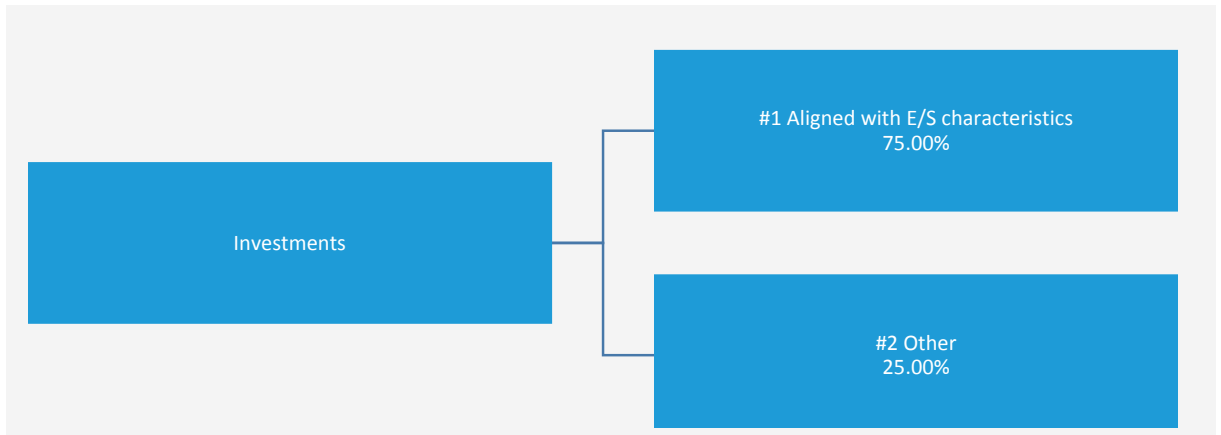 Investments
#1 Aligned with E/S characteristics
75.00%
#2 Other
25.00%